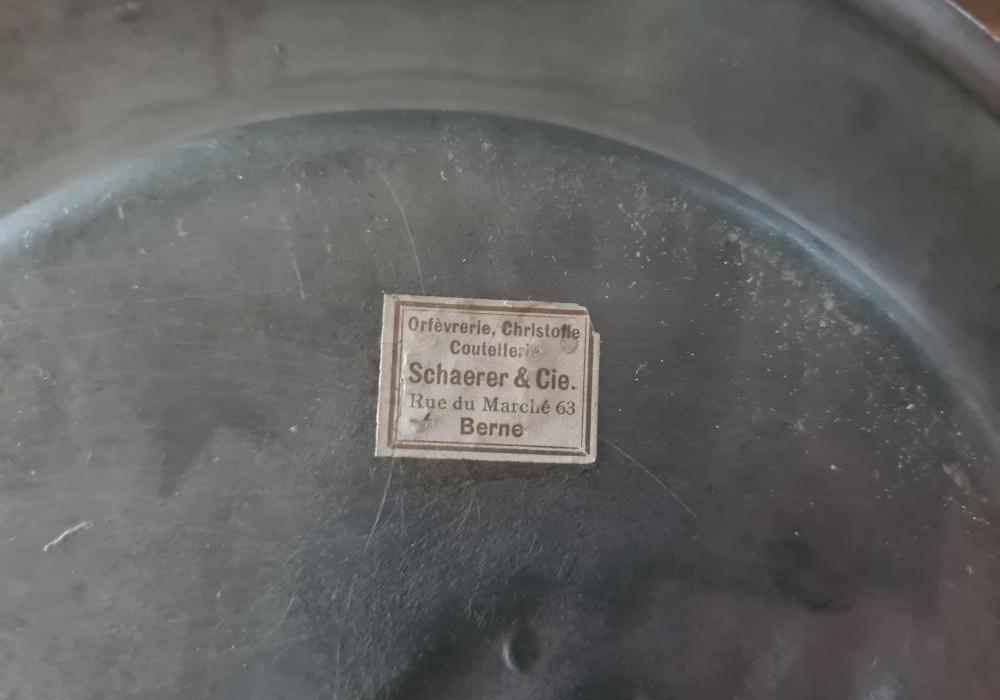 Orfèvrerie, Christofle
Coutellerie
Schaerer & Cie.
Rue du Marché 63
Berne